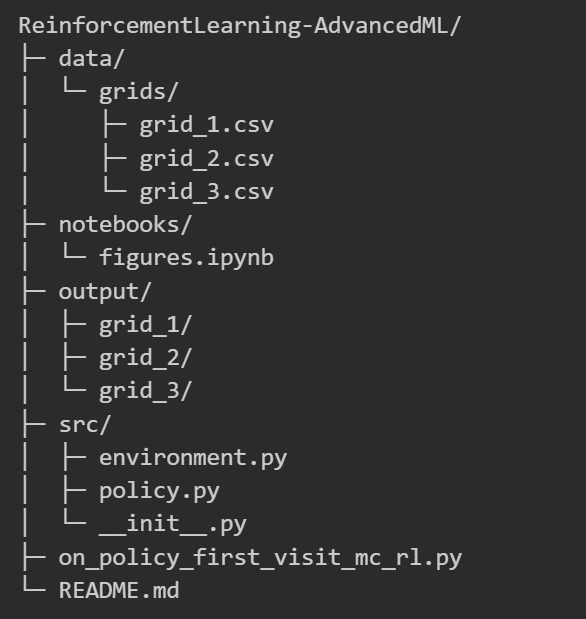 ReinforcementLearning-AdvancedML/
├─ data/
│  └─ grids/
│     ├─ grid_1.csv
│     ├─ grid_2.csv
│     └─ grid_3.csv
├─ notebooks/
│  └─ figures.ipynb
├─ output/
│  ├─ grid_1/
│  ├─ grid_2/
│  └─ grid_3/
├─ src/
│  ├─ environment.py
│  ├─ policy.py
│  └─ __init__.py
├─ on_policy_first_visit_mc_rl.py
└─ README.md